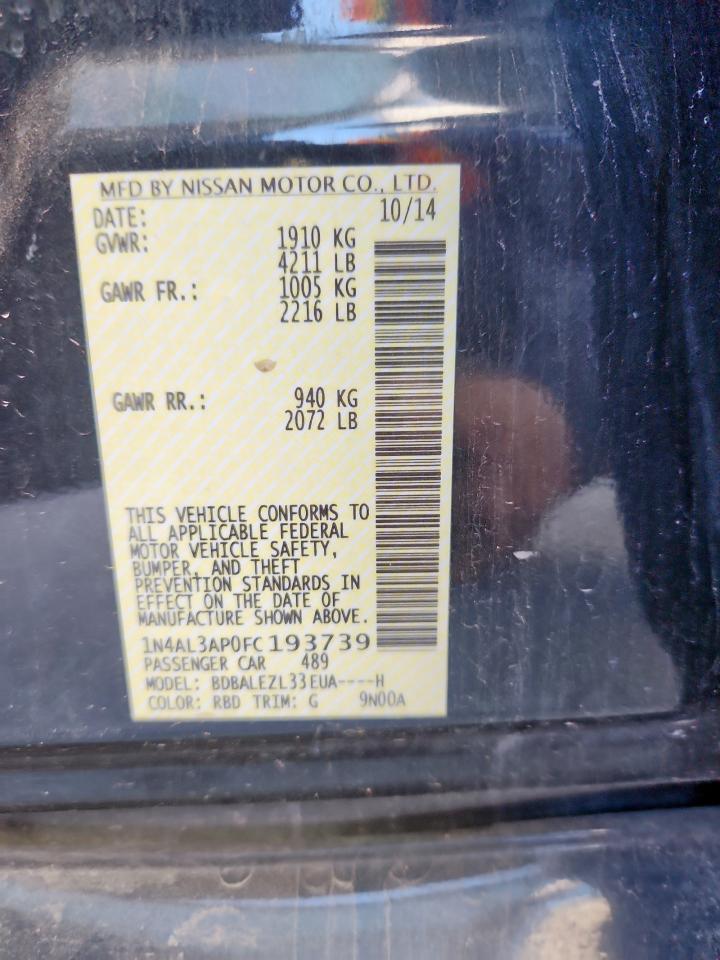 MFD BY NISSAN MOTOR CO., LTD.
DATE: 10/14
GVWR: 1910 KG
4211 LB
GAWR FR.: 1005 KG
2216 LB
GAWR RR.: 940 KG
2072 LB
THIS VEHICLE CONFORMS TO
ALL APPLICABLE FEDERAL
MOTOR VEHICLE SAFETY,
BUMPER, AND THEFT
PREVENTION STANDARDS IN
EFFECT ON THE DATE OF
MANUFACTURE SHOWN ABOVE.
1N4AL3AP0FC193739
PASSENGER CAR 489
MODEL: BDBALEZL33EUA----H
COLOR: RBD TRIM: G 9N00A